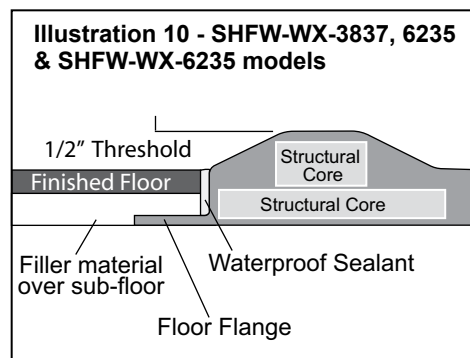 Illustration 10 - SHFW-WX-3837, 6235
& SHFW-WX-6235 models
1/2” Threshold
Structural
Core
Finished Floor
Structural Core
Filler material
over sub-floor
Waterproof Sealant
Floor Flange